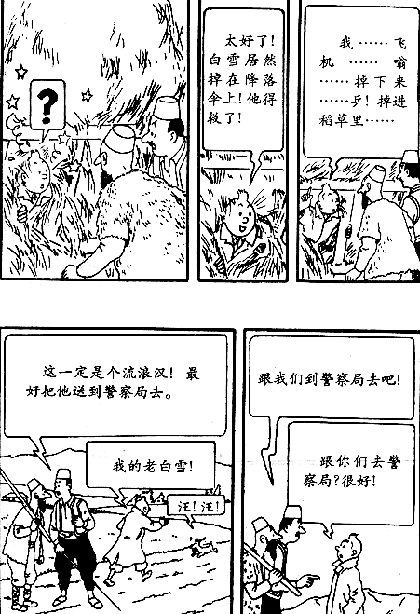 ?
太好了！
白雪居然
掉在降落
伞上！他得
救了！
我……飞
机……嗡
……掉下来
……乒！掉进
稻草里……
这一定是个流浪汉！最
好把他送到警察局去。
我的老白雪！
汪！汪！
跟我们到警察局去吧！
跟你们去警
察局？很好！